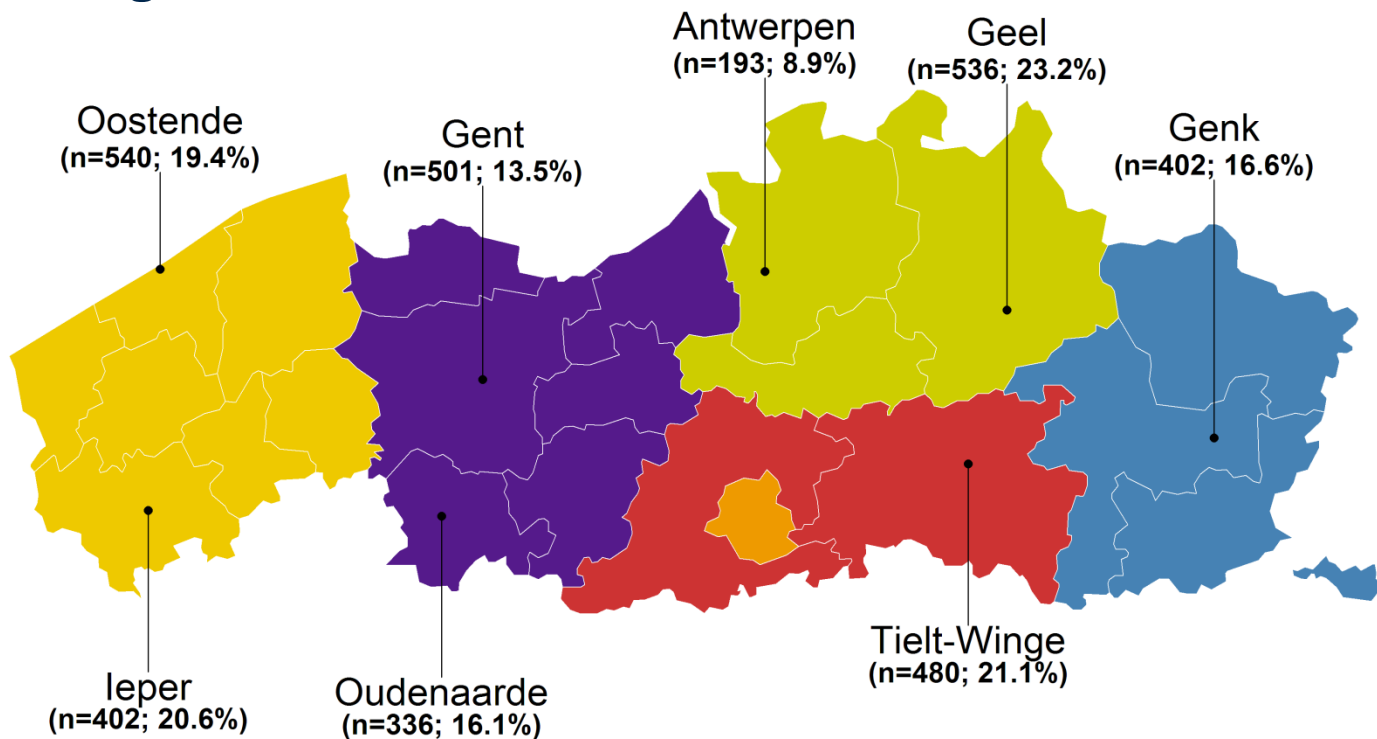 Antwerpen
(n=193; 8.9%)
Geel
(n=536; 23.2%)
Oostende
(n=540; 19.4%)
Gent
(n=501; 13.5%)
Genk
(n=402; 16.6%)
Ieper
(n=402; 20.6%)
Oudenaarde
(n=336; 16.1%)
Tielt-Winge
(n=480; 21.1%)